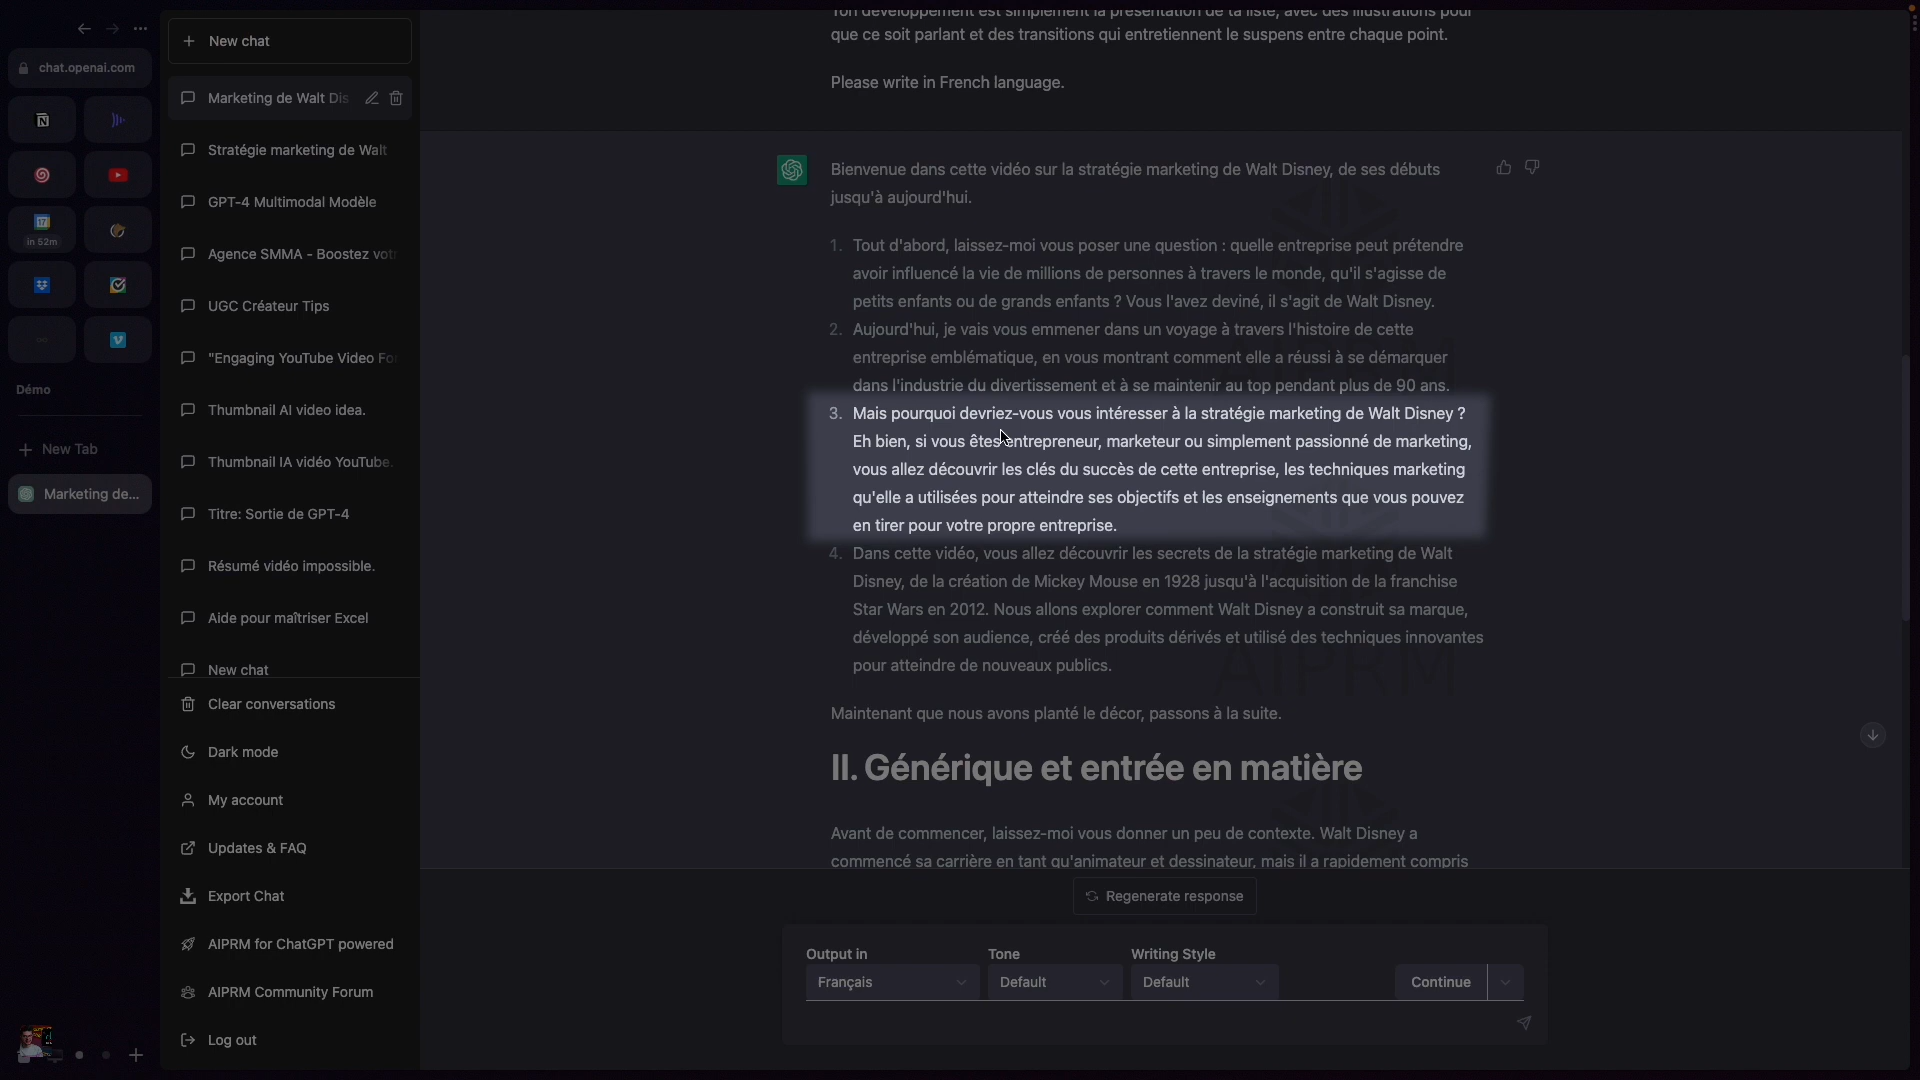 chat.openai.com
in 52m
Démo
New Tab
Marketing de...
New chat
Marketing de Walt Dis
Stratégie marketing de Walt
GPT-4 Multimodal Modèle
Agence SMMA - Boostez vot
UGC Créateur Tips
"Engaging YouTube Video Fo
Thumbnail AI video idea.
Thumbnail IA vidéo YouTube.
Titre: Sortie de GPT-4
Résumé vidéo impossible.
Aide pour maîtriser Excel
New chat
Clear conversations
Dark mode
My account
Updates & FAQ
Export Chat
AIPRM for ChatGPT powered
AIPRM Community Forum
Log out
Ton développement est simplement la présentation de ta liste, avec des illustrations pour
que ce soit parlant et des transitions qui entretiennent le suspens entre chaque point.
Please write in French language.
Bienvenue dans cette vidéo sur la stratégie marketing de Walt Disney, de ses débuts
jusqu'à aujourd'hui.
1. Tout d'abord, laissez-moi vous poser une question : quelle entreprise peut prétendre
avoir influencé la vie de millions de personnes à travers le monde, qu'il s'agisse de
petits enfants ou de grands enfants ? Vous l'avez deviné, il s'agit de Walt Disney.
2. Aujourd'hui, je vais vous emmener dans un voyage à travers l'histoire de cette
entreprise emblématique, en vous montrant comment elle a réussi à se démarquer
dans l'industrie du divertissement et à se maintenir au top pendant plus de 90 ans.
3. Mais pourquoi devriez-vous vous intéresser à la stratégie marketing de Walt Disney ?
Eh bien, si vous êtes entrepreneur, marketeur ou simplement passionné de marketing,
vous allez découvrir les clés du succès de cette entreprise, les techniques marketing
qu'elle a utilisées pour atteindre ses objectifs et les enseignements que vous pouvez
en tirer pour votre propre entreprise.
4. Dans cette vidéo, vous allez découvrir les secrets de la stratégie marketing de Walt
Disney, de la création de Mickey Mouse en 1928 jusqu'à l'acquisition de la franchise
Star Wars en 2012. Nous allons explorer comment Walt Disney a construit sa marque,
développé son audience, créé des produits dérivés et utilisé des techniques innovantes
pour atteindre de nouveaux publics.
AIPRM
Maintenant que nous avons planté le décor, passons à la suite.
II. Générique et entrée en matière
Avant de commencer, laissez-moi vous donner un peu de contexte. Walt Disney a
commencé sa carrière en tant qu'animateur et dessinateur, mais il a rapidement compris
Regenerate response
Output in
Tone
Writing Style
Français
Default
Default
Continue